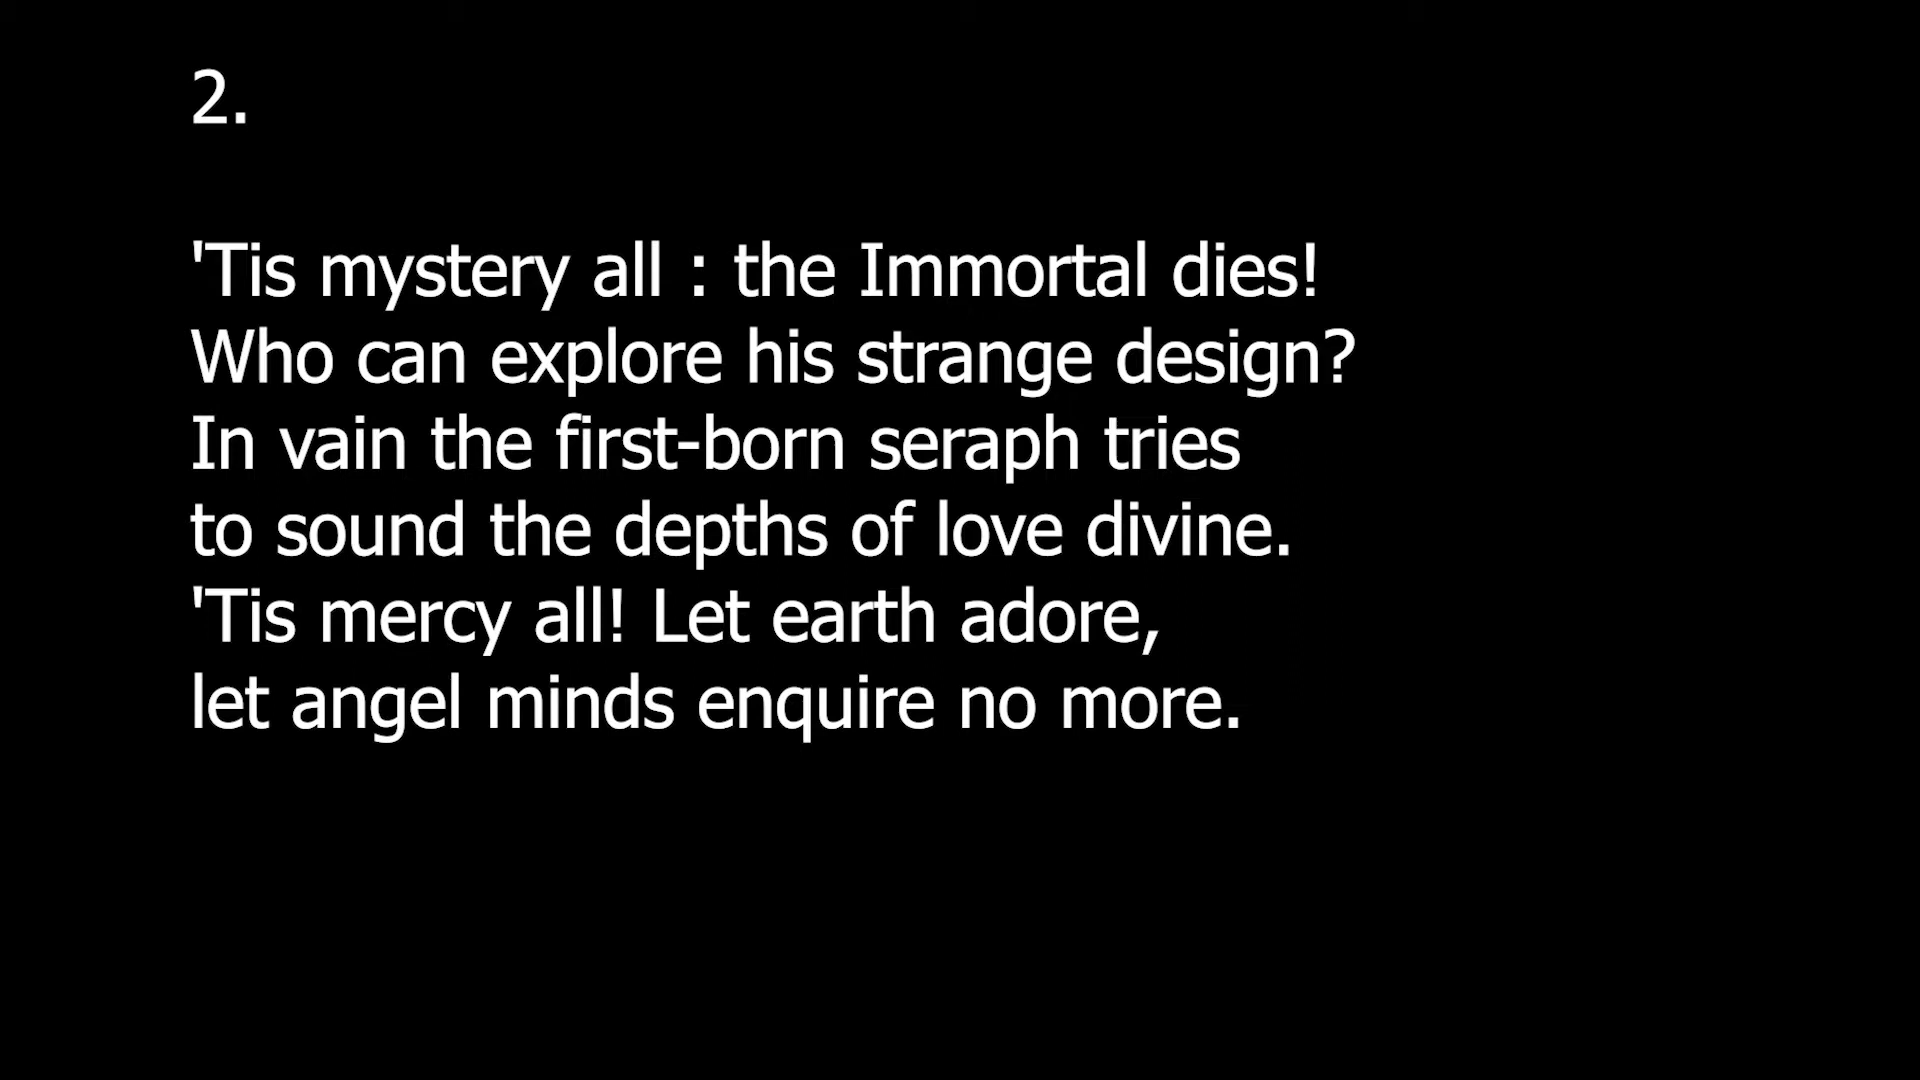 2.
'Tis mystery all : the Immortal dies!
Who can explore his strange design?
In vain the first-born seraph tries
to sound the depths of love divine.
'Tis mercy all! Let earth adore,
let angel minds enquire no more.